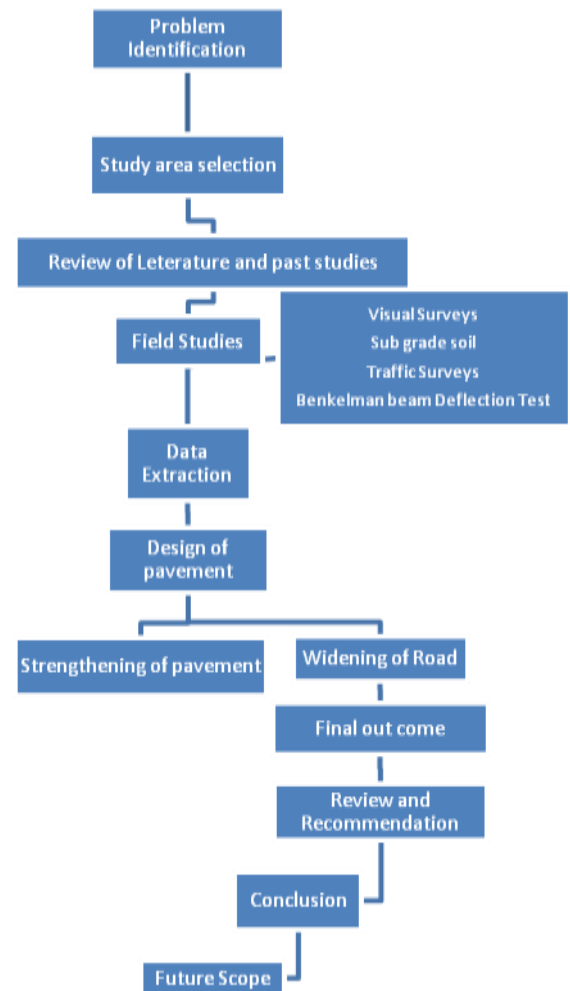 Problem
Identification
Study area selection
Review of Leterature and past studies
Field Studies
Visual Surveys
Sub grade soil
Traffic Surveys
Benkelman beam Deflection Test
Data
Extraction
Design of
pavement
Strengthening of pavement
Widening of Road
Final out come
Review and
Recommendation
Conclusion
Future Scope